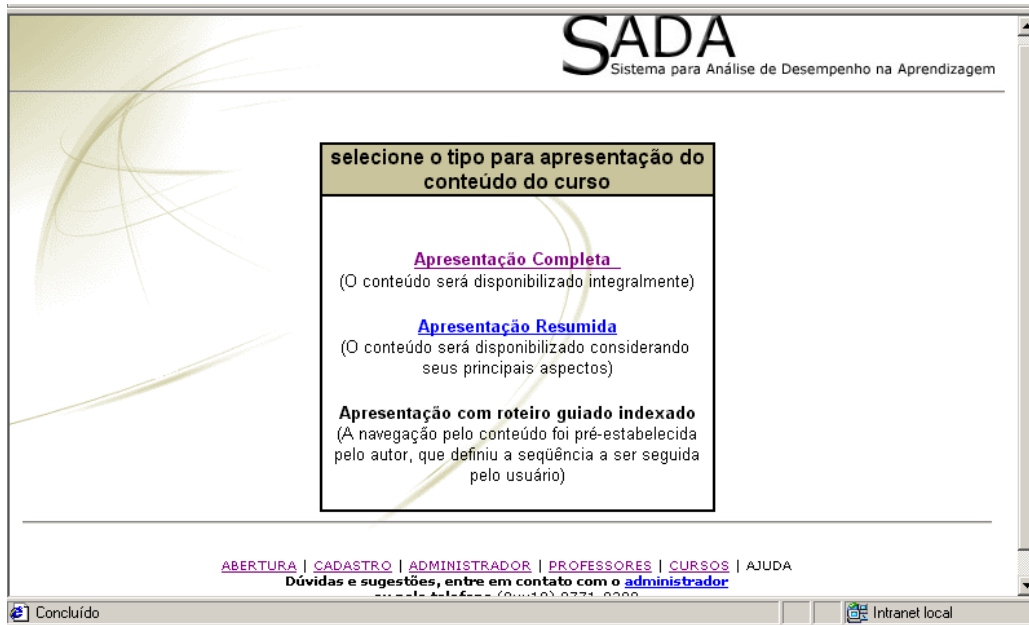 SADA
Sistema para Análise de Desempenho na Aprendizagem
selecione o tipo para apresentação do
conteúdo do curso
Apresentação Completa
(O conteúdo será disponibilizado integralmente)
Apresentação Resumida
(O conteúdo será disponibilizado considerando
seus principais aspectos)
Apresentação com roteiro guiado indexado
(A navegação pelo conteúdo foi pré-estabelecida
pelo autor, que definiu a seqüência a ser seguida
pelo usuário)
ABERTURA | CADASTRO | ADMINISTRADOR | PROFESSORES | CURSOS | AJUDA
Dúvidas e sugestões, entre em contato com o administrador
ou pelo telefone
Concluído
Intranet local